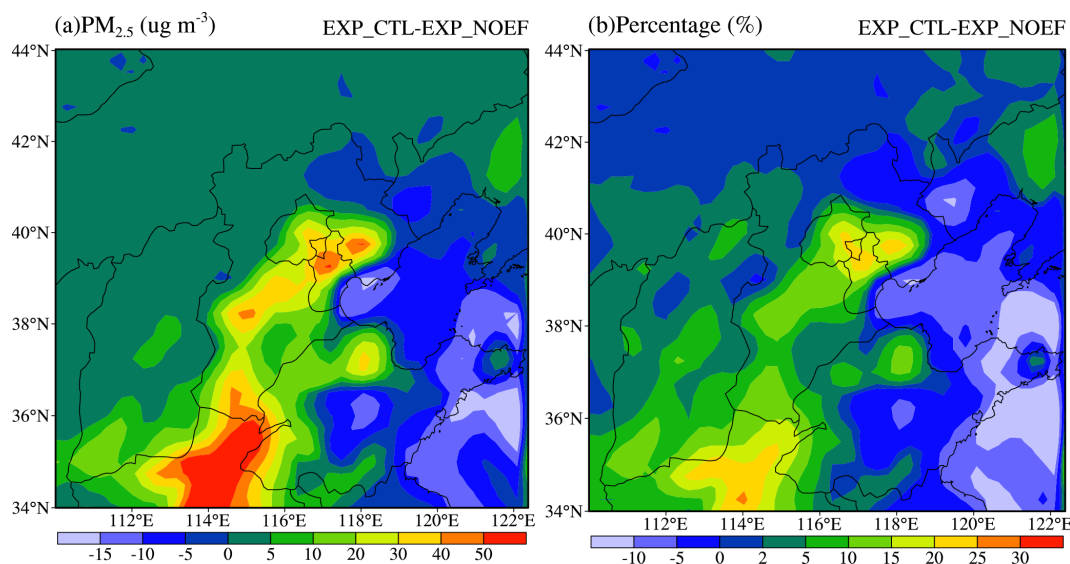 (a)PM2.5 (ug m-3) EXP_CTL-EXP_NOEF
44°N
42°N
40°N
38°N
36°N
34°N
112°E 114°E 116°E 118°E 120°E 122°E
-15 -10 -5 0 5 10 20 30 40 50
(b)Percentage (%) EXP_CTL-EXP_NOEF
44°N
42°N
40°N
38°N
36°N
34°N
112°E 114°E 116°E 118°E 120°E 122°E
-10 -5 0 2 5 10 15 20 25 30